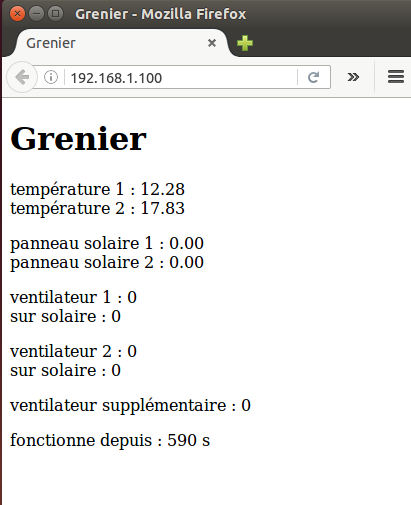 Grenier - Mozilla Firefox
Grenier
192.168.1.100
Grenier
température 1 : 12.28
température 2 : 17.83
panneau solaire 1 : 0.00
panneau solaire 2 : 0.00
ventilateur 1 : 0
sur solaire : 0
ventilateur 2 : 0
sur solaire : 0
ventilateur supplémentaire : 0
fonctionne depuis : 590 s